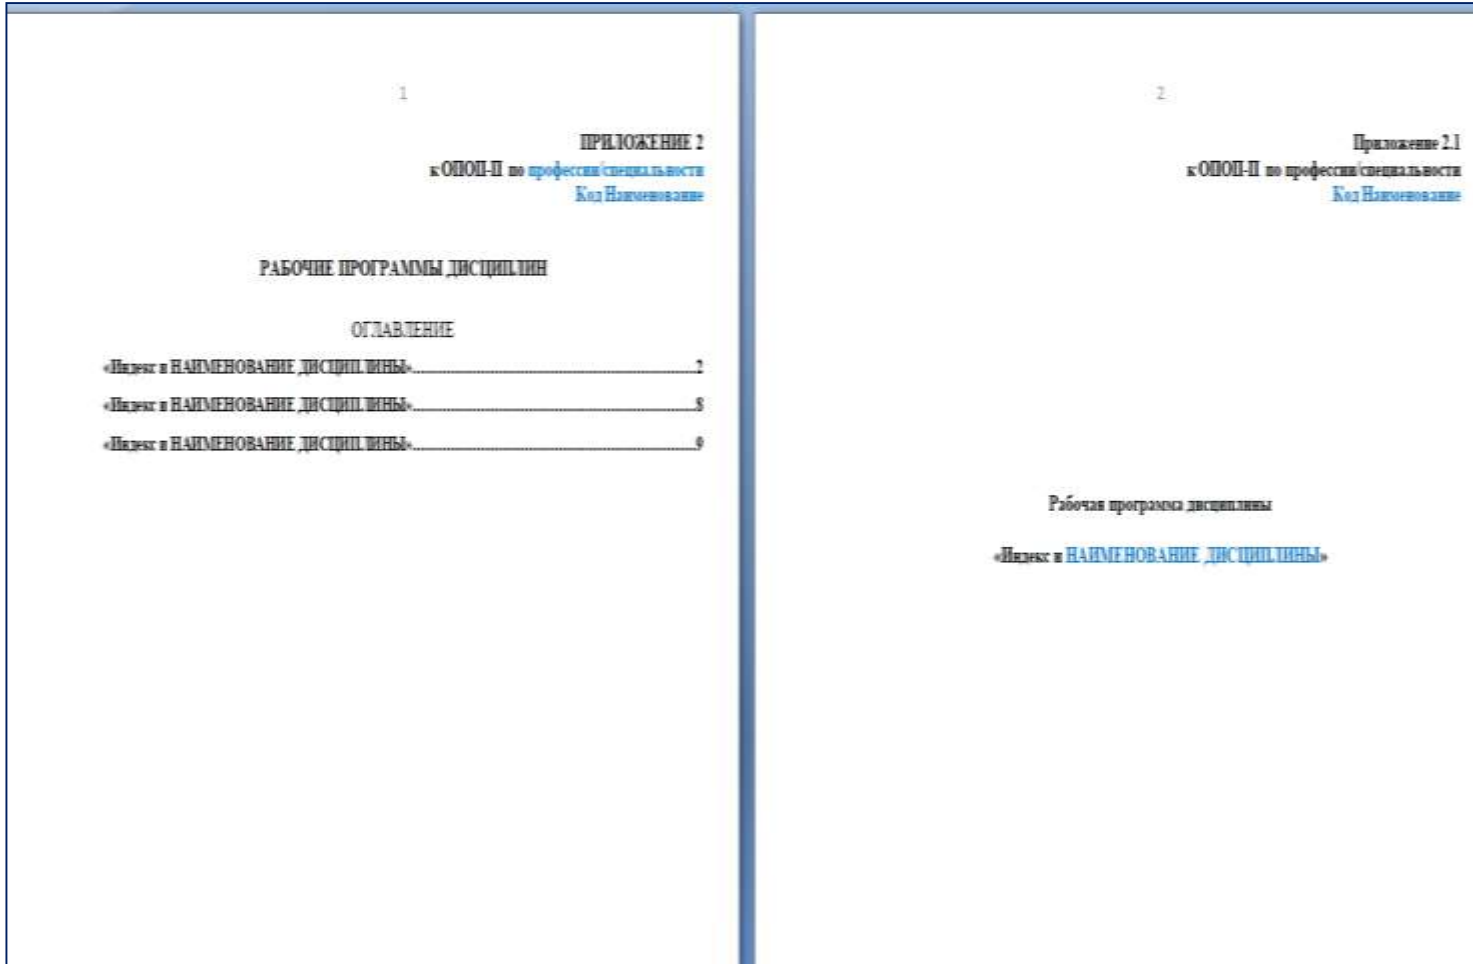 1
ПРИЛОЖЕНИЕ 2
к ОПОП-П по профессии/специальности
Код Наименование
РАБОЧИЕ ПРОГРАММЫ ДИСЦИПЛИН
ОГЛАВЛЕНИЕ
«Индекс и НАИМЕНОВАНИЕ ДИСЦИПЛИНЫ»...............2
«Индекс и НАИМЕНОВАНИЕ ДИСЦИПЛИНЫ»...............8
«Индекс и НАИМЕНОВАНИЕ ДИСЦИПЛИНЫ»...............9
2
Приложение 2.1
к ОПОП-П по профессии/специальности
Код Наименование
Рабочая программа дисциплины
«Индекс и НАИМЕНОВАНИЕ ДИСЦИПЛИНЫ»